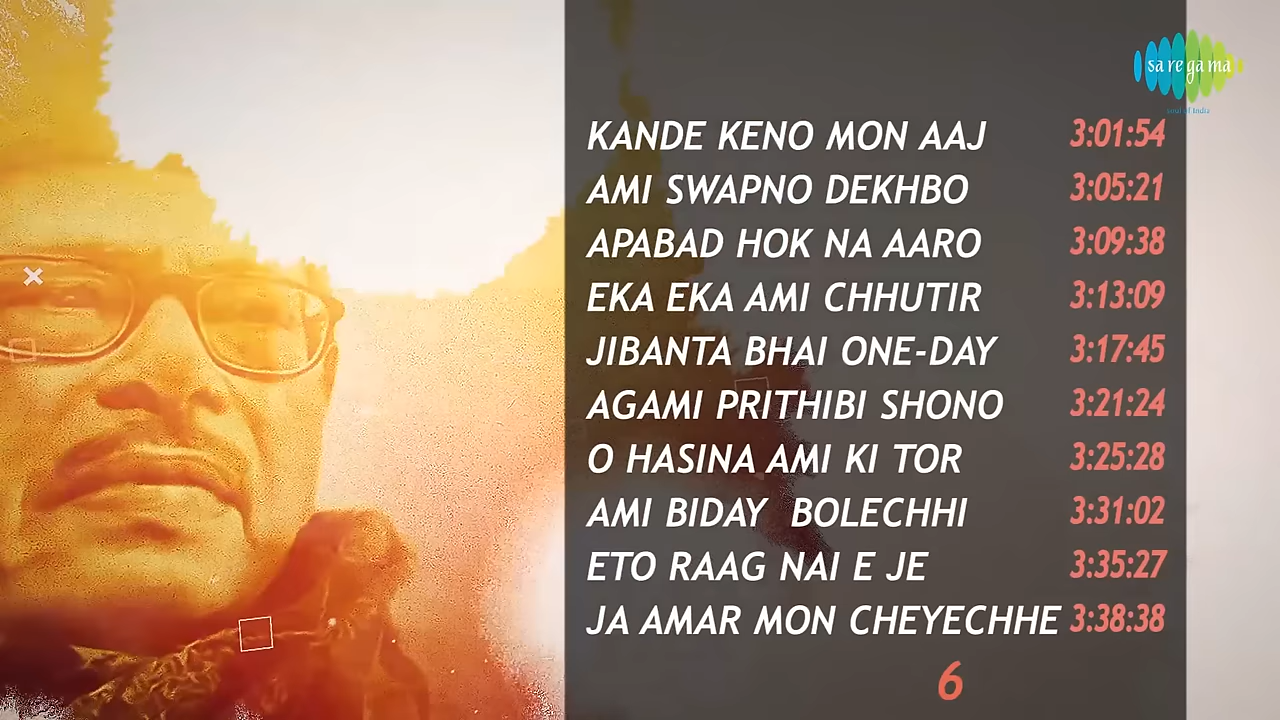 sa re ga ma
soul of India
KANDE KENO MON AAJ 3:01:54
AMI SWAPNO DEKHBO 3:05:21
APABAD HOK NA AARO 3:09:38
EKA EKA AMI CHHUTIR 3:13:09
JIBANTA BHAI ONE-DAY 3:17:45
AGAMI PRITHIBI SHONO 3:21:24
O HASINA AMI KI TOR 3:25:28
AMI BIDAY BOLECHHI 3:31:02
ETO RAAG NAI E JE 3:35:27
JA AMAR MON CHEYECHHE 3:38:38
6